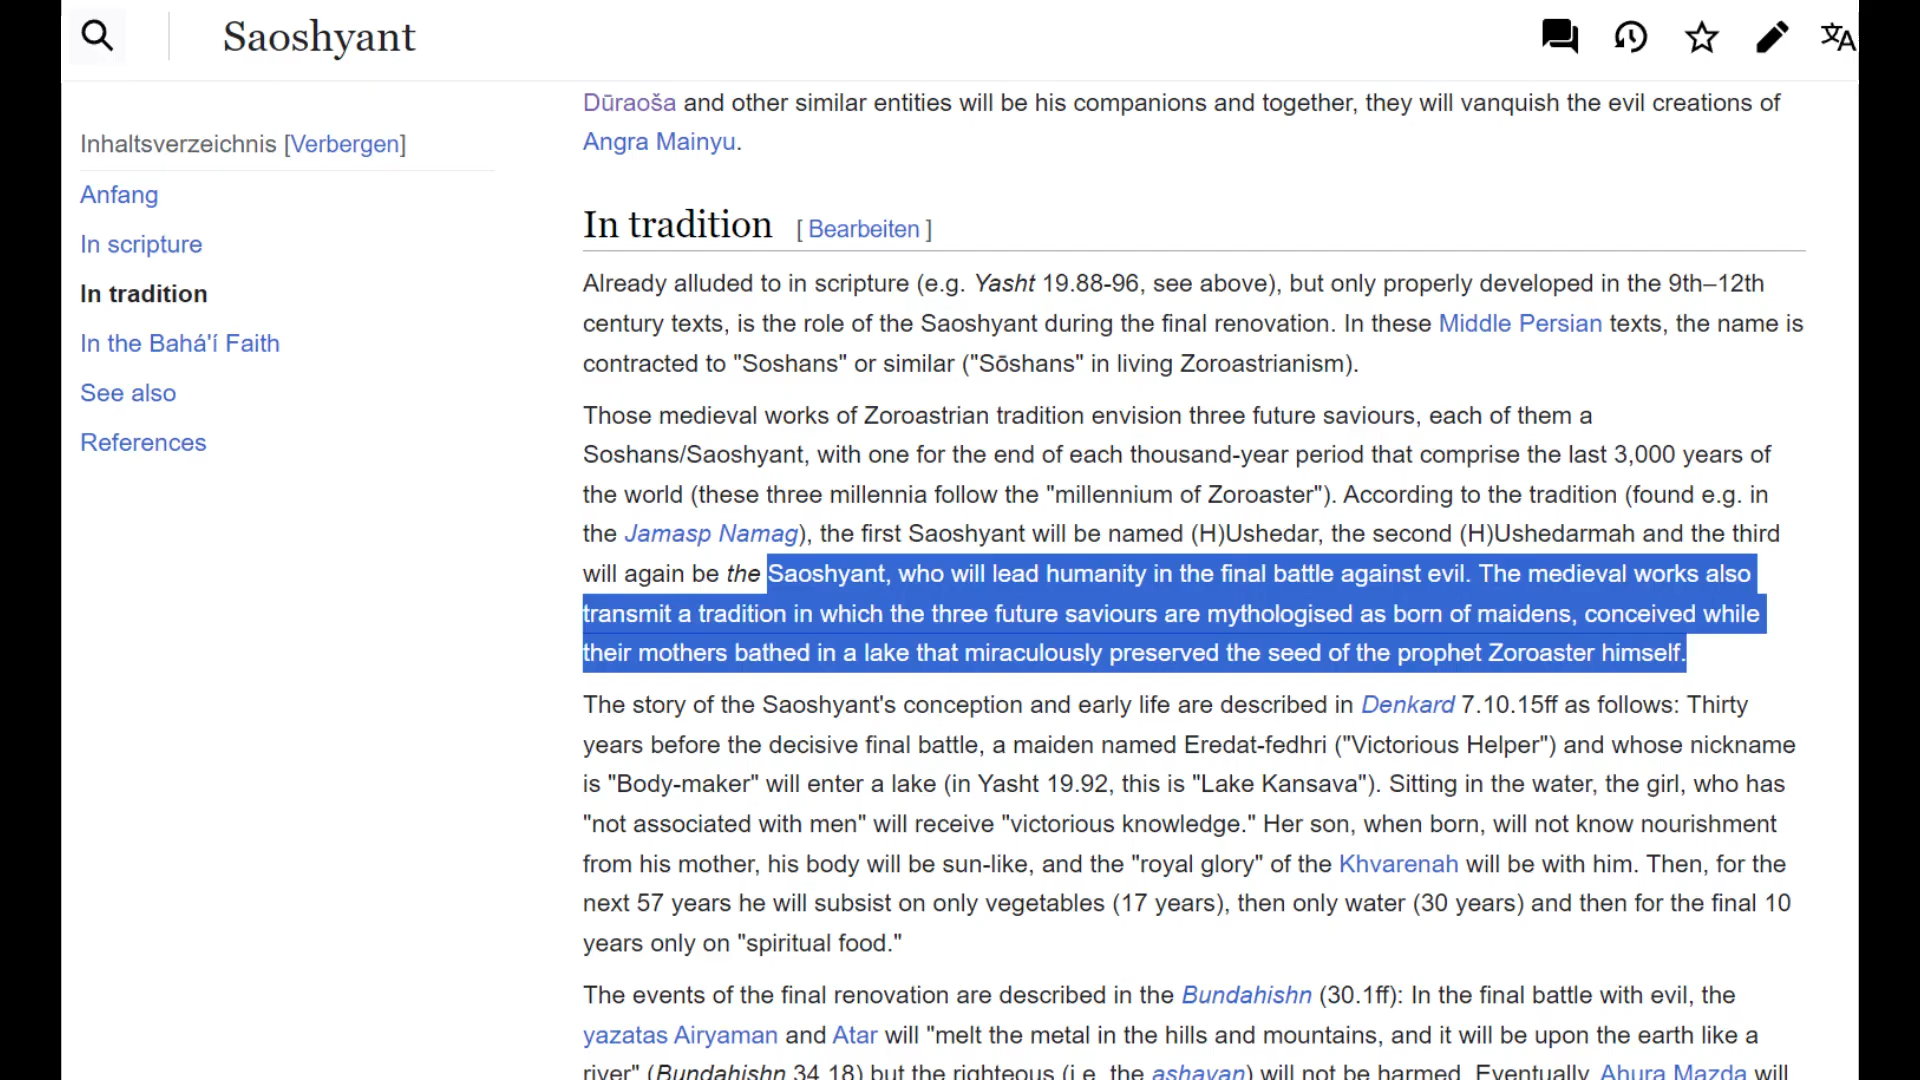 Saoshyant
Inhaltsverzeichnis [Verbergen]
Anfang
In scripture
In tradition
In the Bahá'í Faith
See also
References
Dūraoša and other similar entities will be his companions and together, they will vanquish the evil creations of
Angra Mainyu.
In tradition [ Bearbeiten ]
Already alluded to in scripture (e.g. Yasht 19.88-96, see above), but only properly developed in the 9th–12th
century texts, is the role of the Saoshyant during the final renovation. In these Middle Persian texts, the name is
contracted to "Soshans" or similar ("Sōshans" in living Zoroastrianism).
Those medieval works of Zoroastrian tradition envision three future saviours, each of them a
Soshans/Saoshyant, with one for the end of each thousand-year period that comprise the last 3,000 years of
the world (these three millennia follow the "millennium of Zoroaster"). According to the tradition (found e.g. in
the Jamasp Namag), the first Saoshyant will be named (H)Ushedar, the second (H)Ushedarmah and the third
will again be the Saoshyant, who will lead humanity in the final battle against evil. The medieval works also
transmit a tradition in which the three future saviours are mythologised as born of maidens, conceived while
their mothers bathed in a lake that miraculously preserved the seed of the prophet Zoroaster himself.
The story of the Saoshyant's conception and early life are described in Denkard 7.10.15ff as follows: Thirty
years before the decisive final battle, a maiden named Eredat-fedhri ("Victorious Helper") and whose nickname
is "Body-maker" will enter a lake (in Yasht 19.92, this is "Lake Kansava"). Sitting in the water, the girl, who has
"not associated with men" will receive "victorious knowledge." Her son, when born, will not know nourishment
from his mother, his body will be sun-like, and the "royal glory" of the Khvarenah will be with him. Then, for the
next 57 years he will subsist on only vegetables (17 years), then only water (30 years) and then for the final 10
years only on "spiritual food."
The events of the final renovation are described in the Bundahishn (30.1ff): In the final battle with evil, the
yazatas Airyaman and Atar will "melt the metal in the hills and mountains, and it will be upon the earth like a
river" (Bundahishn 34.18) but the righteous (i.e. the ashavan) will not be harmed. Eventually, Ahura Mazda will